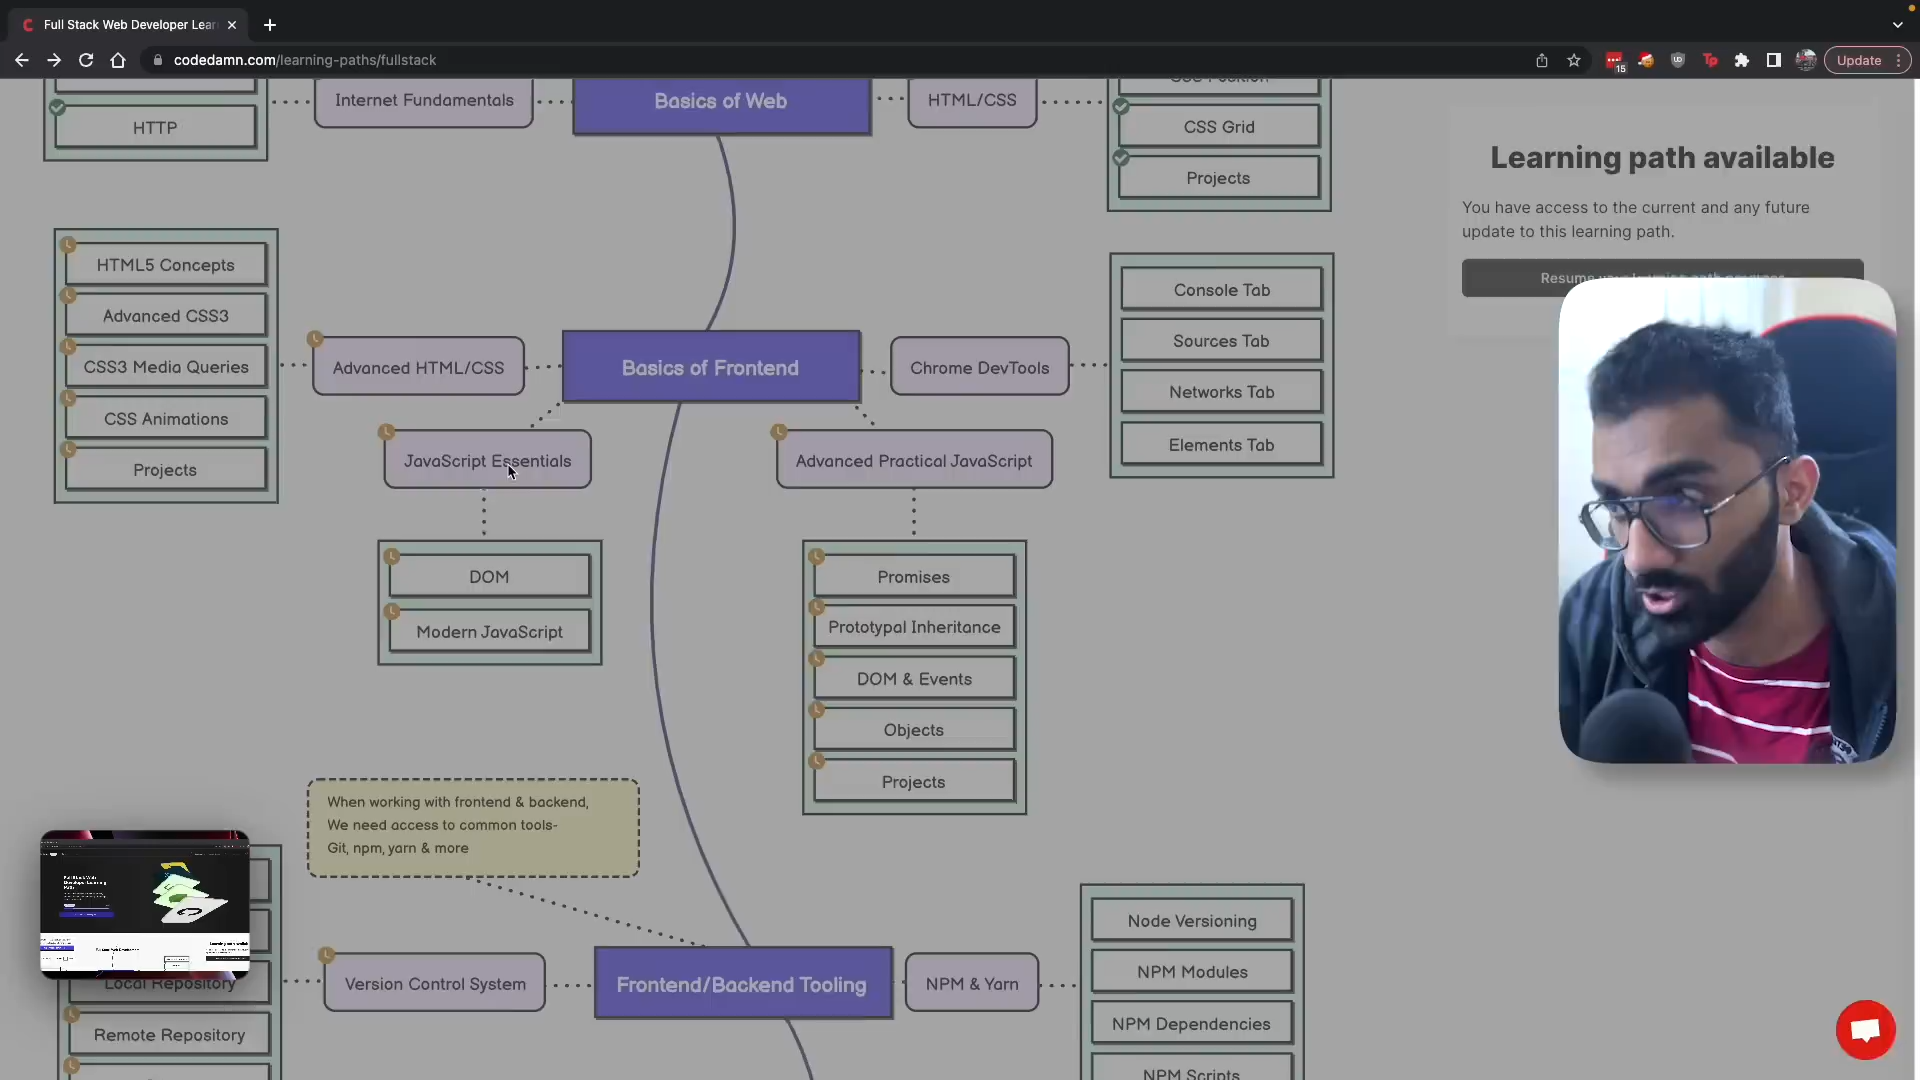 Full Stack Web Developer Lear
codedamn.com/learning-paths/fullstack
15
Tp
Update
Internet Fundamentals
Basics of Web
HTML/CSS
HTTP
CSS Grid
Projects
Learning path available
You have access to the current and any future
update to this learning path.
HTML5 Concepts
Advanced CSS3
CSS3 Media Queries
CSS Animations
Projects
Advanced HTML/CSS
Basics of Frontend
Chrome DevTools
Console Tab
Sources Tab
Networks Tab
Elements Tab
JavaScript Essentials
Advanced Practical JavaScript
DOM
Modern JavaScript
Promises
Prototypal Inheritance
DOM & Events
Objects
Projects
When working with frontend & backend,
We need access to common tools-
Git, npm, yarn & more
Local Repository
Remote Repository
Version Control System
Frontend/Backend Tooling
NPM & Yarn
Node Versioning
NPM Modules
NPM Dependencies
NPM Scripts